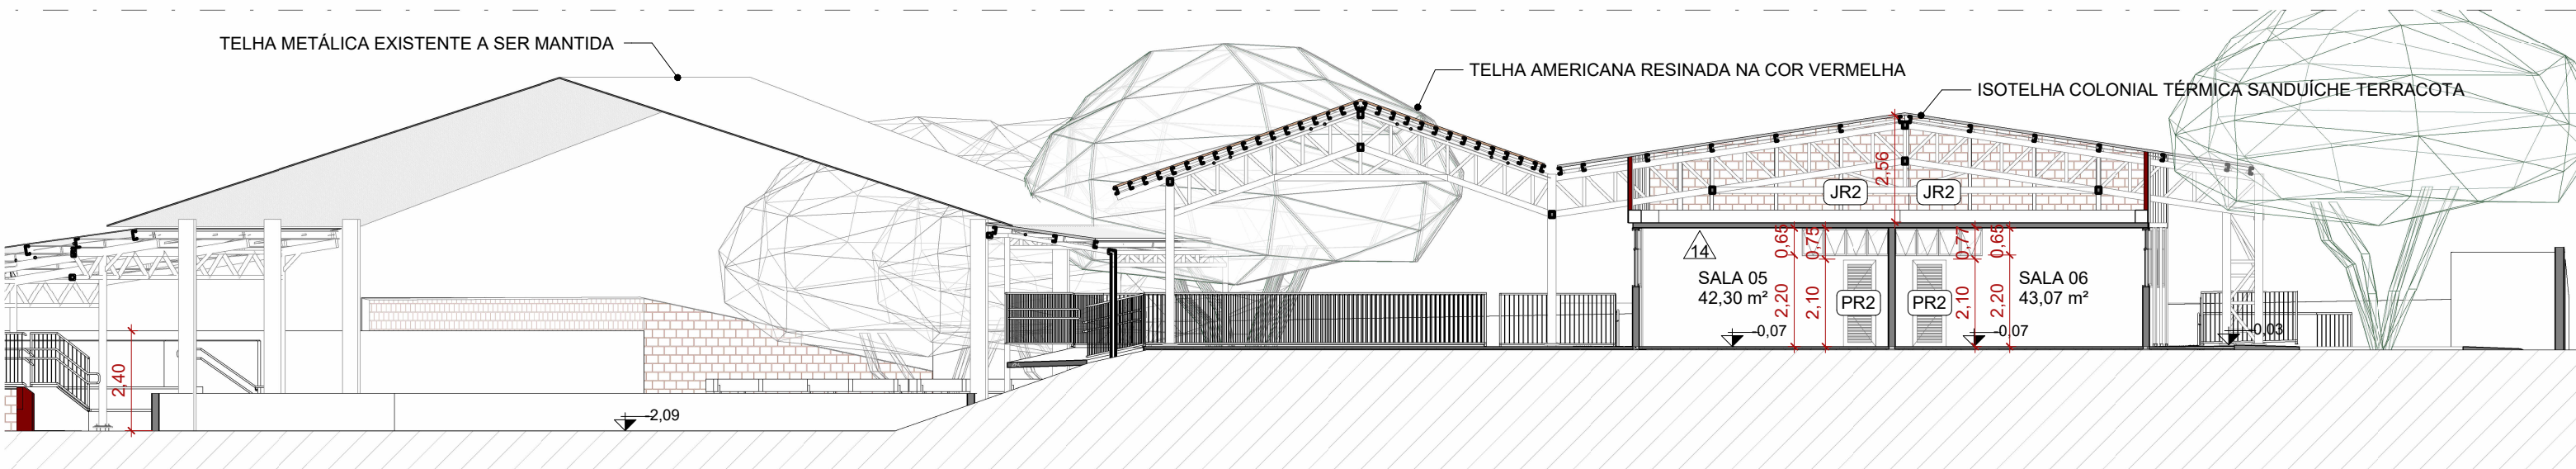 TELHA METÁLICA EXISTENTE A SER MANTIDA
TELHA AMERICANA RESINADA NA COR VERMELHA
ISOTELHA COLONIAL TÉRMICA SANDUÍCHE TERRACOTA
2,56
JR2
JR2
14
0,65
0,75
0,77
0,65
SALA 05
42,30 m²
SALA 06
43,07 m²
2,20
2,10
PR2
PR2
2,10
2,20
-0,07
-0,07
-0,03
2,40
-2,09